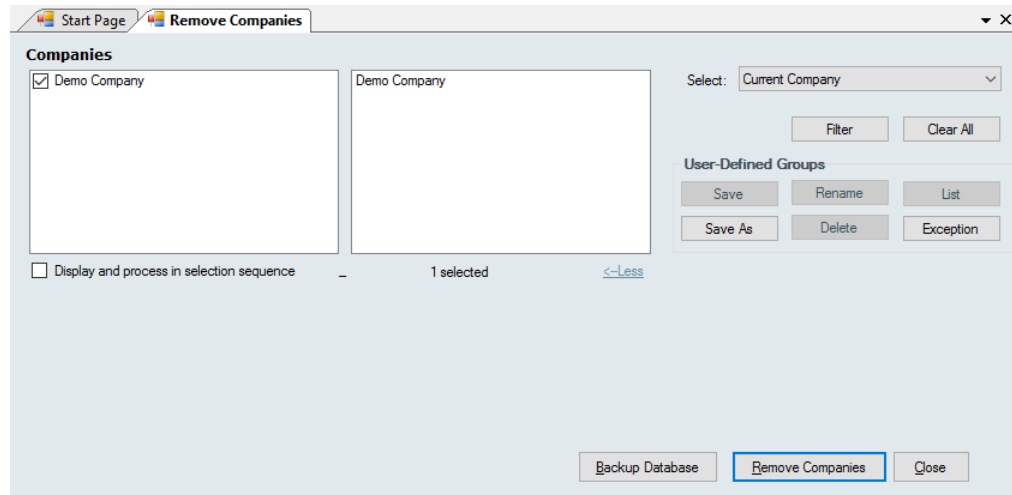 Start Page Remove Companies
Companies
Demo Company
Demo Company
Select: Current Company
Filter Clear All
User-Defined Groups
Save Rename List
Save As Delete Exception
Display and process in selection sequence _ 1 selected <--Less
Backup Database Remove Companies Close